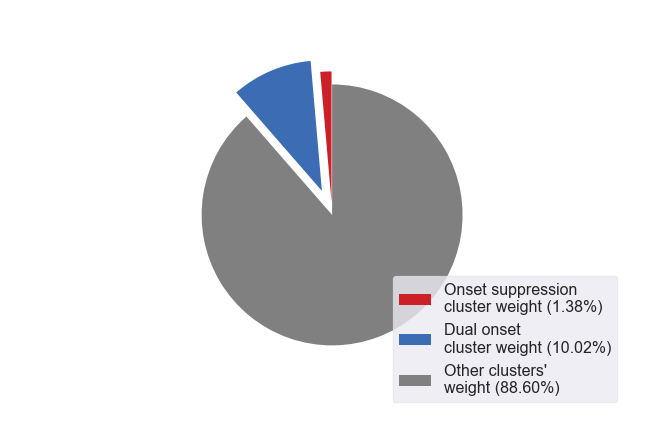 Onset suppression
cluster weight (1.38%)
Dual onset
cluster weight (10.02%)
Other clusters'
weight (88.60%)